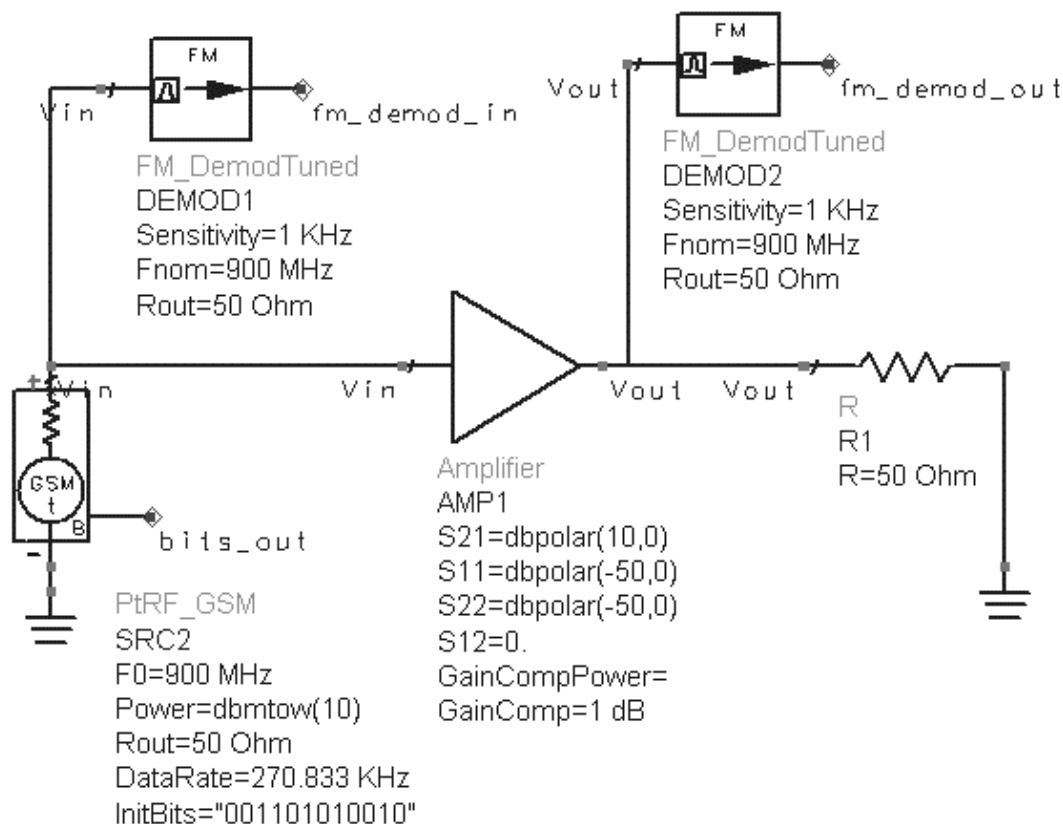 FM
Vin
fm_demod_in
FM_DemodTuned
DEMOD1
Sensitivity=1 KHz
Fnom=900 MHz
Rout=50 Ohm
FM
Vout
fm_demod_out
FM_DemodTuned
DEMOD2
Sensitivity=1 KHz
Fnom=900 MHz
Rout=50 Ohm
+
Vin
Vin
Vout
Vout
GSM
t
B
-
bits_out
PtRF_GSM
SRC2
F0=900 MHz
Power=dbmtow(10)
Rout=50 Ohm
DataRate=270.833 KHz
InitBits="001101010010"
Amplifier
AMP1
S21=dbpolar(10,0)
S11=dbpolar(-50,0)
S22=dbpolar(-50,0)
S12=0.
GainCompPower=
GainComp=1 dB
R
R1
R=50 Ohm